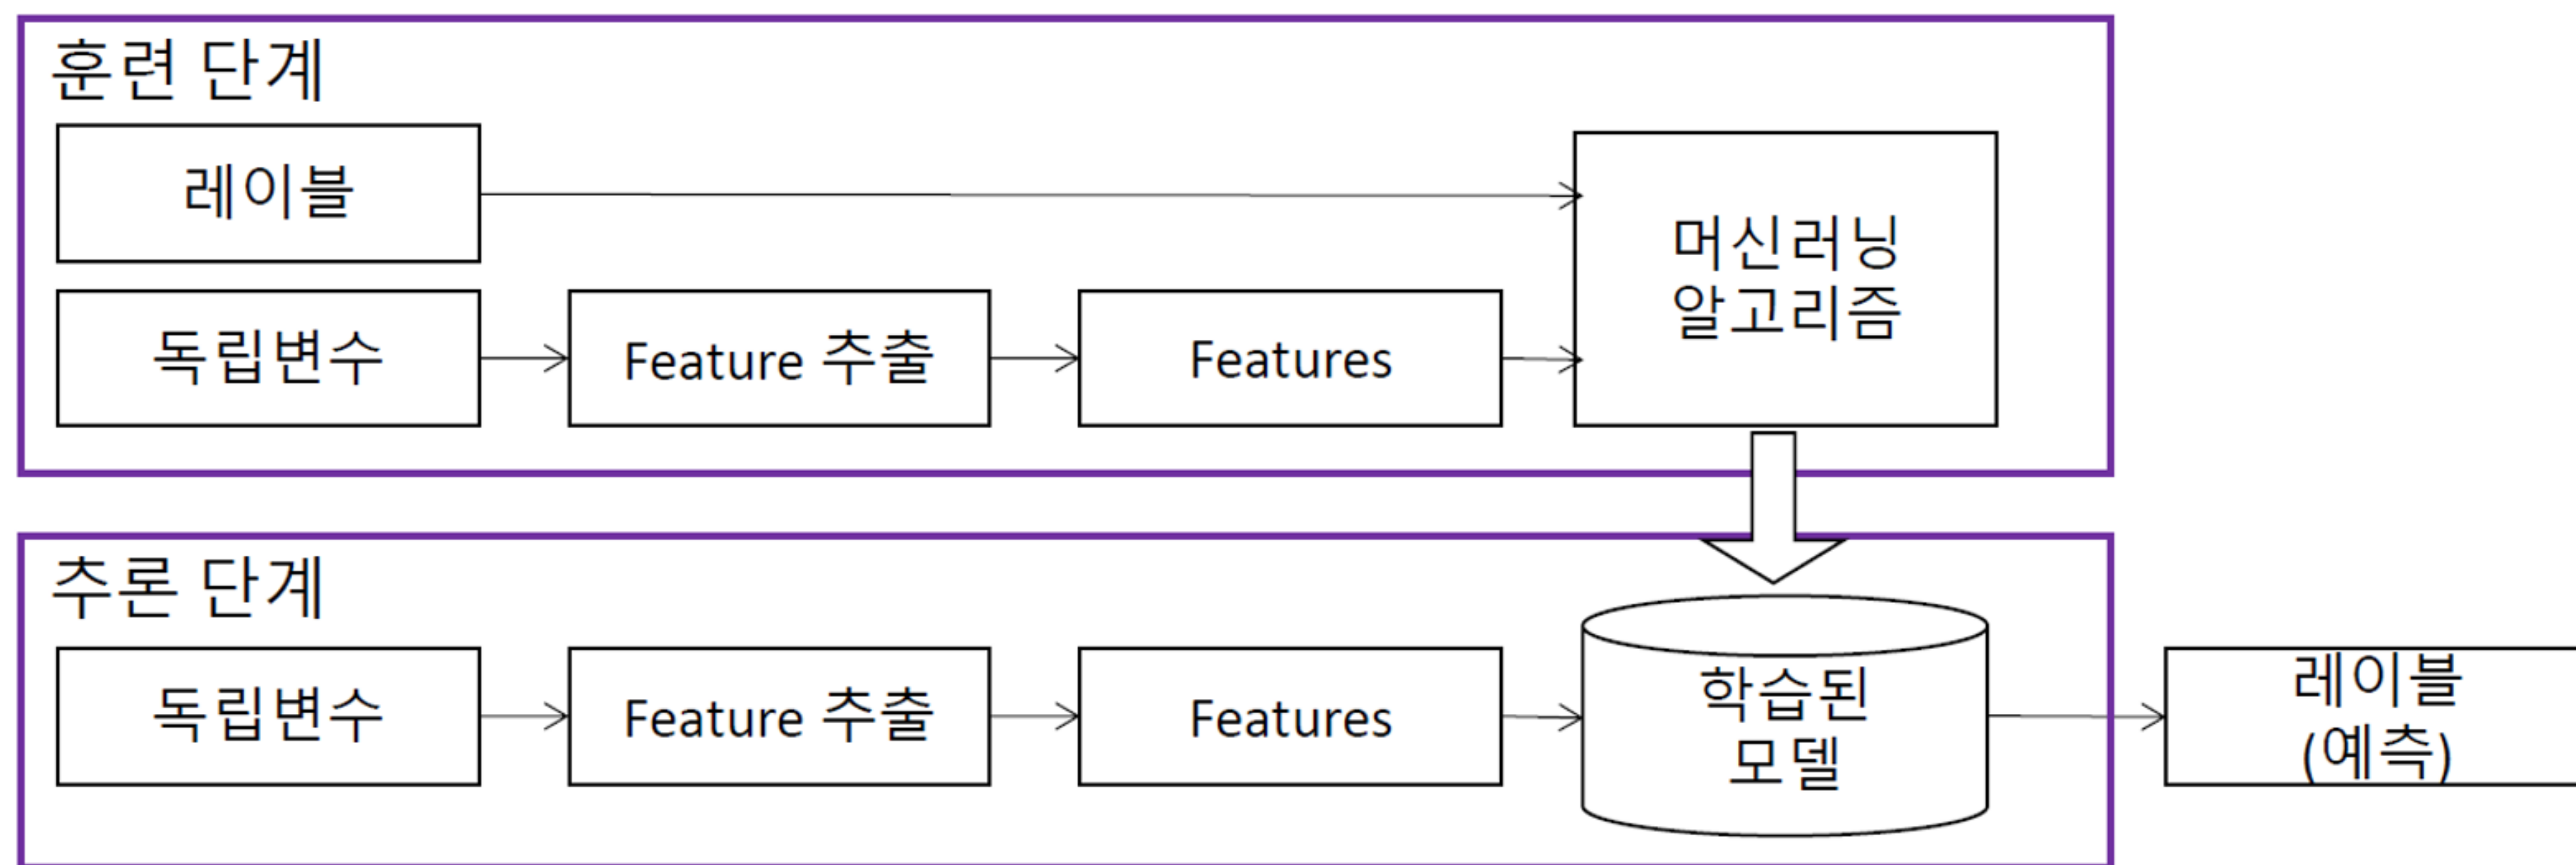 훈련 단계
레이블
머신러닝
알고리즘
독립변수
Feature 추출
Features
추론 단계
독립변수
Feature 추출
Features
학습된
모델
레이블
(예측)